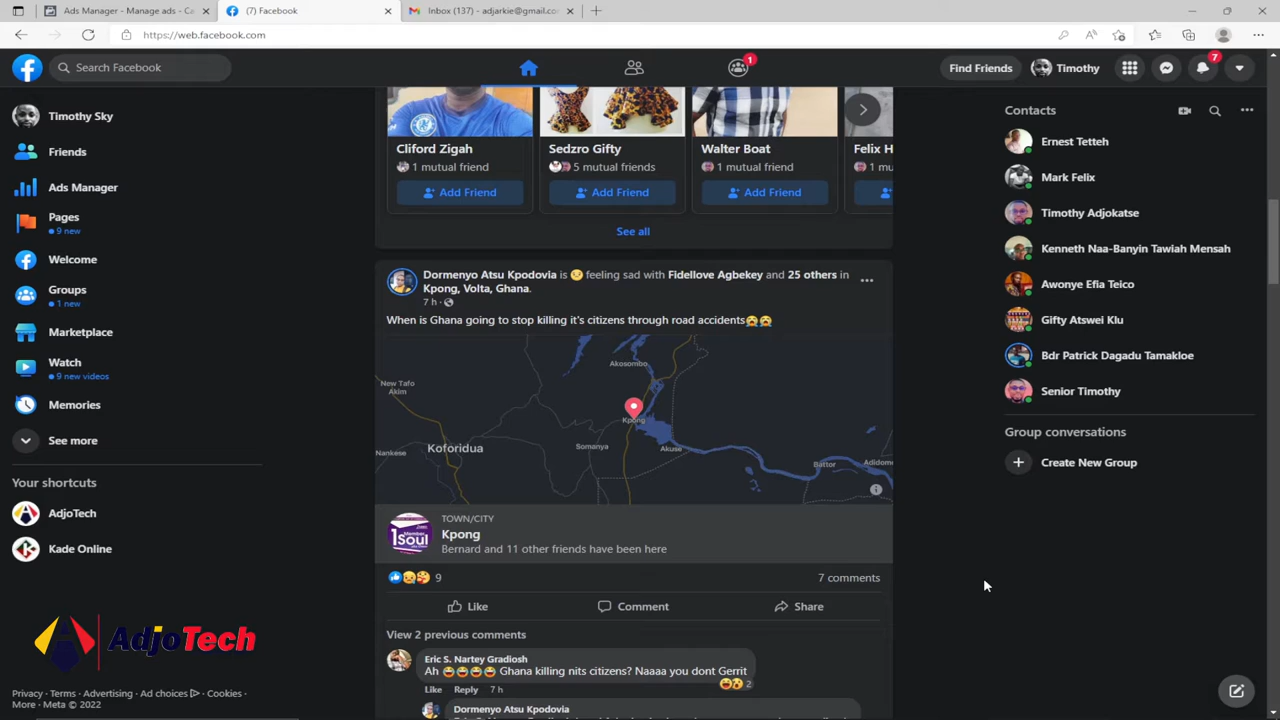 Ads Manager - Manage ads - Ca
(7) Facebook
Inbox (137) - adjarkie@gmail.co
https://web.facebook.com
Search Facebook
1
Find Friends
Timothy
7
Timothy Sky
Friends
Ads Manager
Pages
9 new
Welcome
Groups
1 new
Marketplace
Watch
9 new videos
Memories
See more
Your shortcuts
AdjoTech
Kade Online
AdjoTech
Privacy · Terms · Advertising · Ad choices · Cookies ·
More · Meta © 2022
Cliford Zigah
1 mutual friend
Add Friend
Sedzro Gifty
5 mutual friends
Add Friend
Walter Boat
1 mutual friend
Add Friend
Felix H
1 mu
See all
Dormenyo Atsu Kpodovia is 😟 feeling sad with Fidellove Agbekey and 25 others in
Kpong, Volta, Ghana.
7 h ·
When is Ghana going to stop killing it's citizens through road accidents😭😭
Akosombo
New Tafo
Akim
Kpong
Koforidua
Somanya
Nankese
Akuse
Battor
Adidom
TOWN/CITY
Kpong
Bernard and 11 other friends have been here
1Soul
9
7 comments
Like
Comment
Share
View 2 previous comments
Eric S. Nartey Gradiosh
Ah 😂😂😂😂 Ghana killing nits citizens? Naaaa you dont Gerrit
2
Like Reply 7 h
Dormenyo Atsu Kpodovia
Contacts
Ernest Tetteh
Mark Felix
Timothy Adjokatse
Kenneth Naa-Banyin Tawiah Mensah
Awonye Efia Teico
Gifty Atswei Klu
Bdr Patrick Dagadu Tamakloe
Senior Timothy
Group conversations
Create New Group